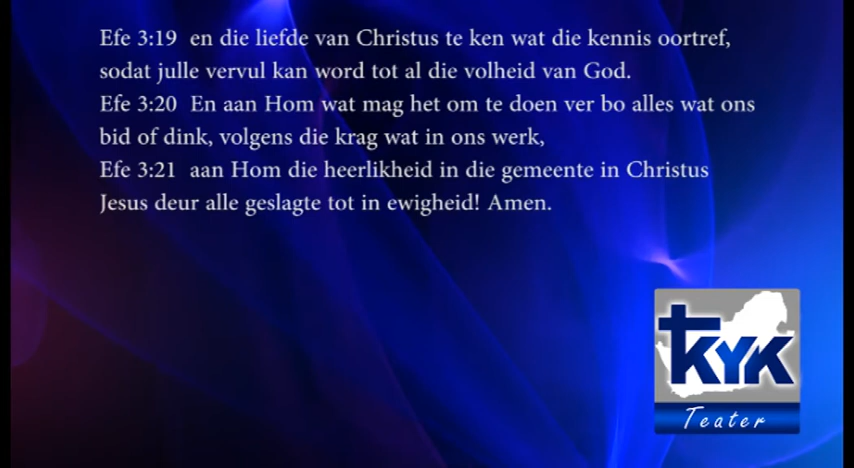 Efe 3:19 en die liefde van Christus te ken wat die kennis oortref,
sodat julle vervul kan word tot al die volheid van God.
Efe 3:20 En aan Hom wat mag het om te doen ver bo alles wat ons
bid of dink, volgens die krag wat in ons werk,
Efe 3:21 aan Hom die heerlikheid in die gemeente in Christus
Jesus deur alle geslagte tot in ewigheid! Amen.
KYK
Teater